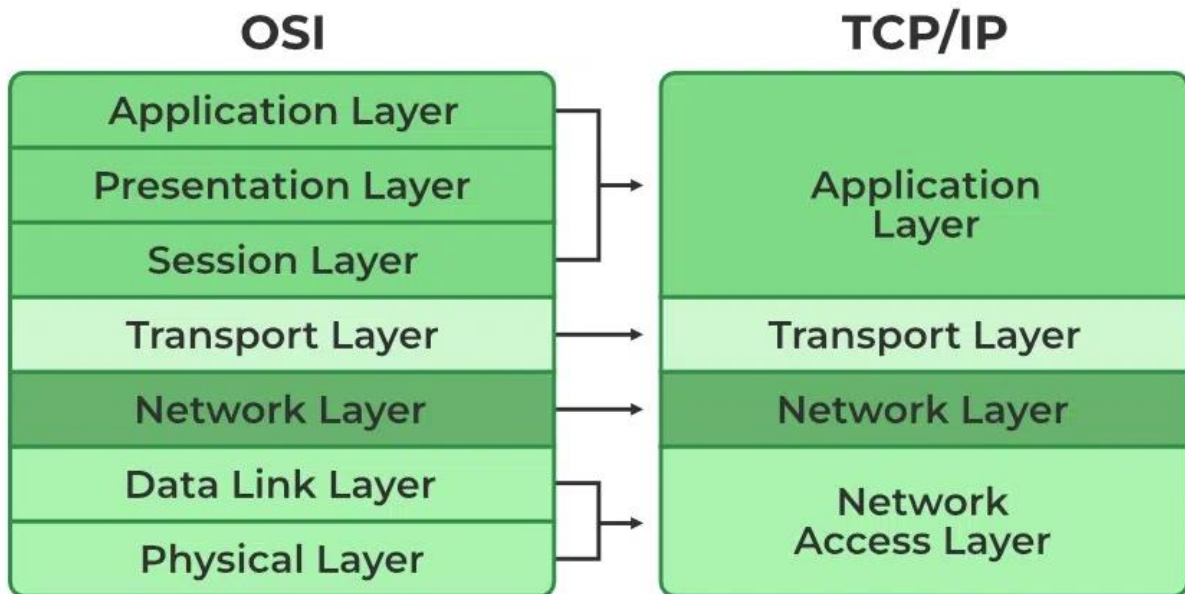 OSI
Application Layer
Presentation Layer
Session Layer
Transport Layer
Network Layer
Data Link Layer
Physical Layer
TCP/IP
Application
Layer
Transport Layer
Network Layer
Network
Access Layer